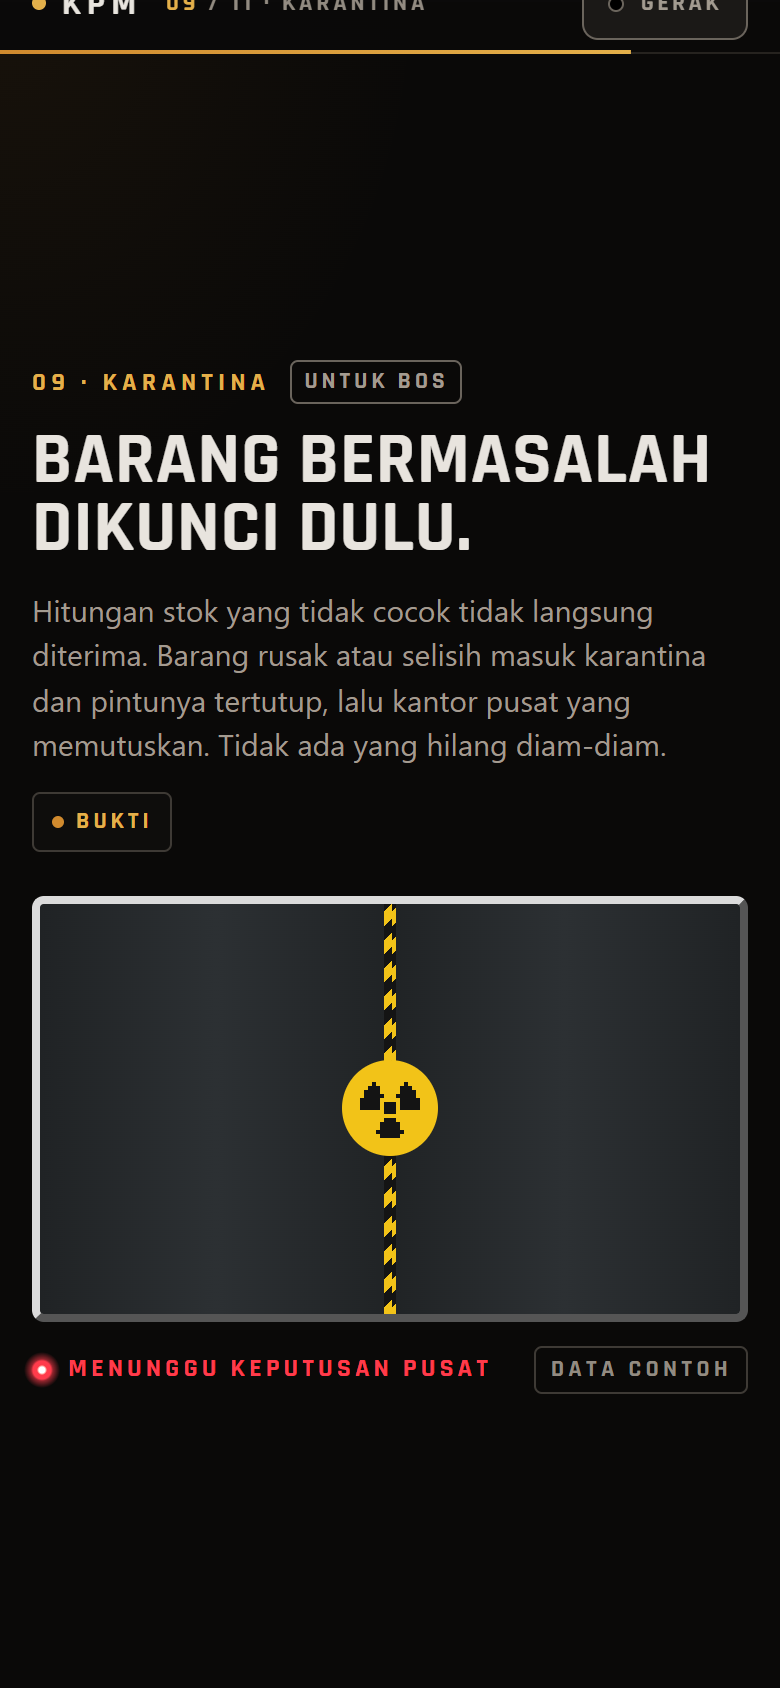 KPM 09 / 11 · KARANTINA GERAK
09 · KARANTINA UNTUK BOS
BARANG BERMASALAH
DIKUNCI DULU.
Hitungan stok yang tidak cocok tidak langsung
diterima. Barang rusak atau selisih masuk karantina
dan pintunya tertutup, lalu kantor pusat yang
memutuskan. Tidak ada yang hilang diam-diam.
BUKTI
MENUNGGU KEPUTUSAN PUSAT DATA CONTOH